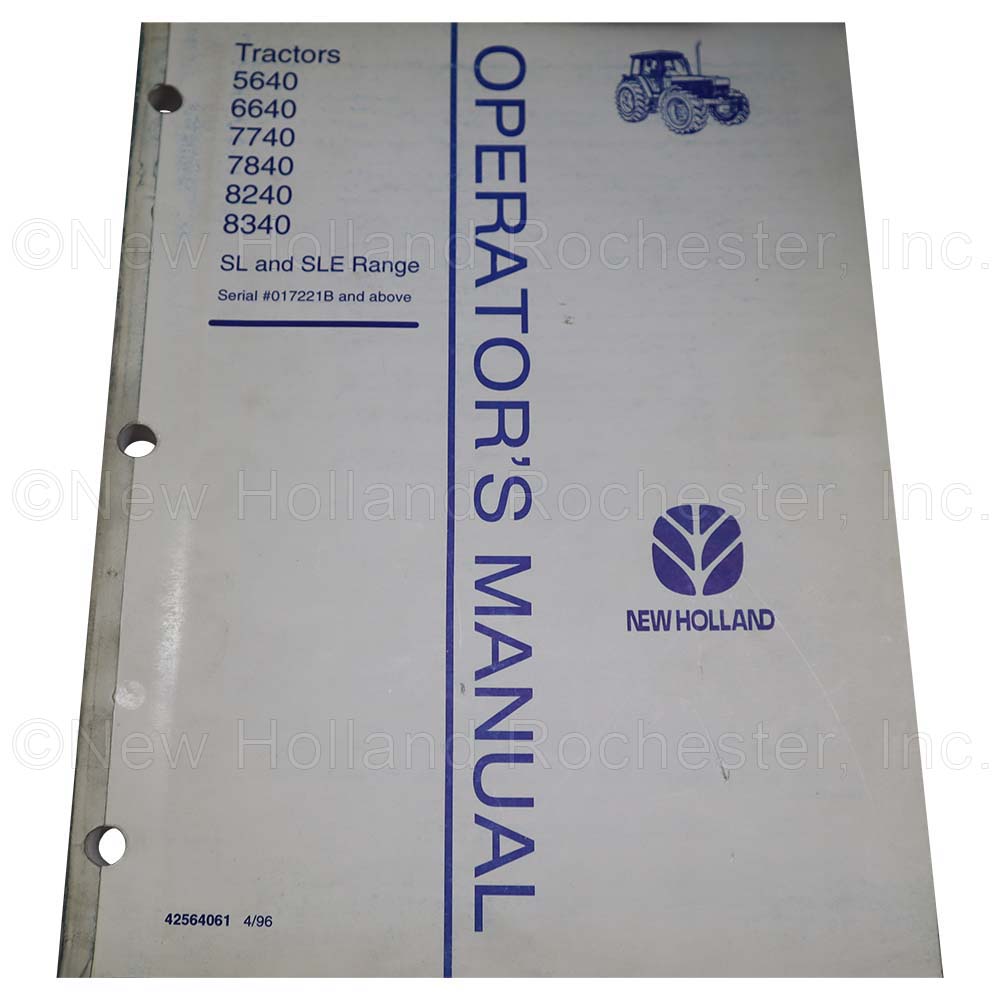 Tractors
5640
6640
7740
7840
8240
8340
SL and SLE Range
Serial #017221B and above
OPERATOR'S MANUAL
NEW HOLLAND
42564061 4/96
©New Holland Rochester, Inc.
©New Holland Rochester, Inc.
©New Holland Rochester, Inc.